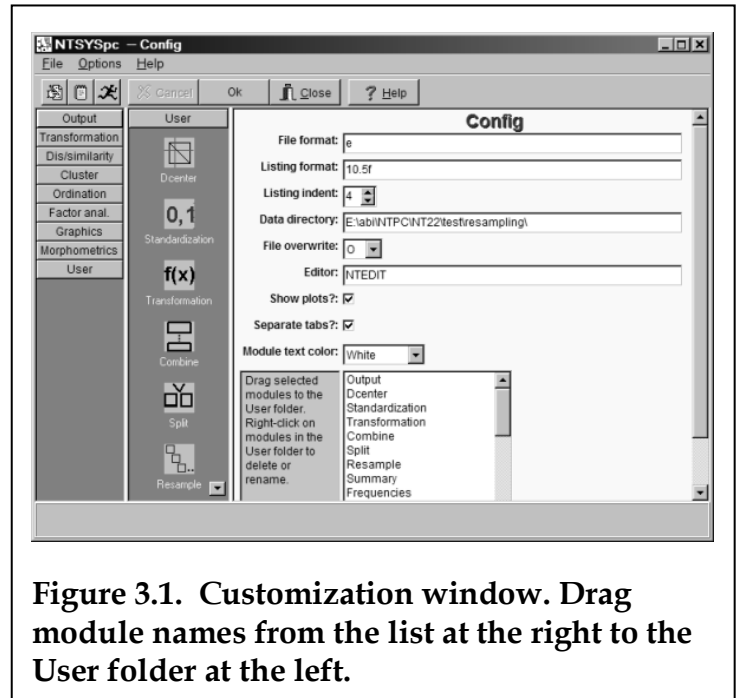 NTSYSpc – Config
File Options Help
Cancel Ok Close ? Help
Output
Transformation
Dis/similarity
Cluster
Ordination
Factor anal.
Graphics
Morphometrics
User
User
Dcenter
0,1
Standardization
f(x)
Transformation
Combine
Split
Resample
Config
File format: e
Listing format: 10.5f
Listing indent: 4
Data directory: E:\abi\NTPC\NT22\test\resampling\
File overwrite: O
Editor: NTEDIT
Show plots?:
Separate tabs?:
Module text color: White
Drag selected
modules to the
User folder.
Right-click on
modules in the
User folder to
delete or
rename.
Output
Dcenter
Standardization
Transformation
Combine
Split
Resample
Summary
Frequencies
Figure 3.1. Customization window. Drag
module names from the list at the right to the
User folder at the left.